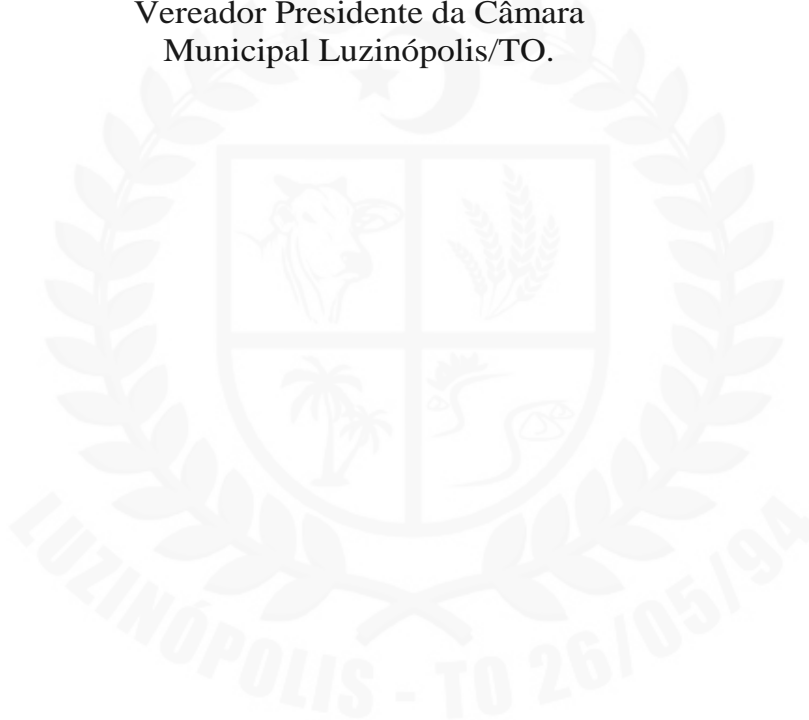 Vereador Presidente da Câmara
Municipal Luzinópolis/TO.
LUZINÓPOLIS - TO 26/05/94